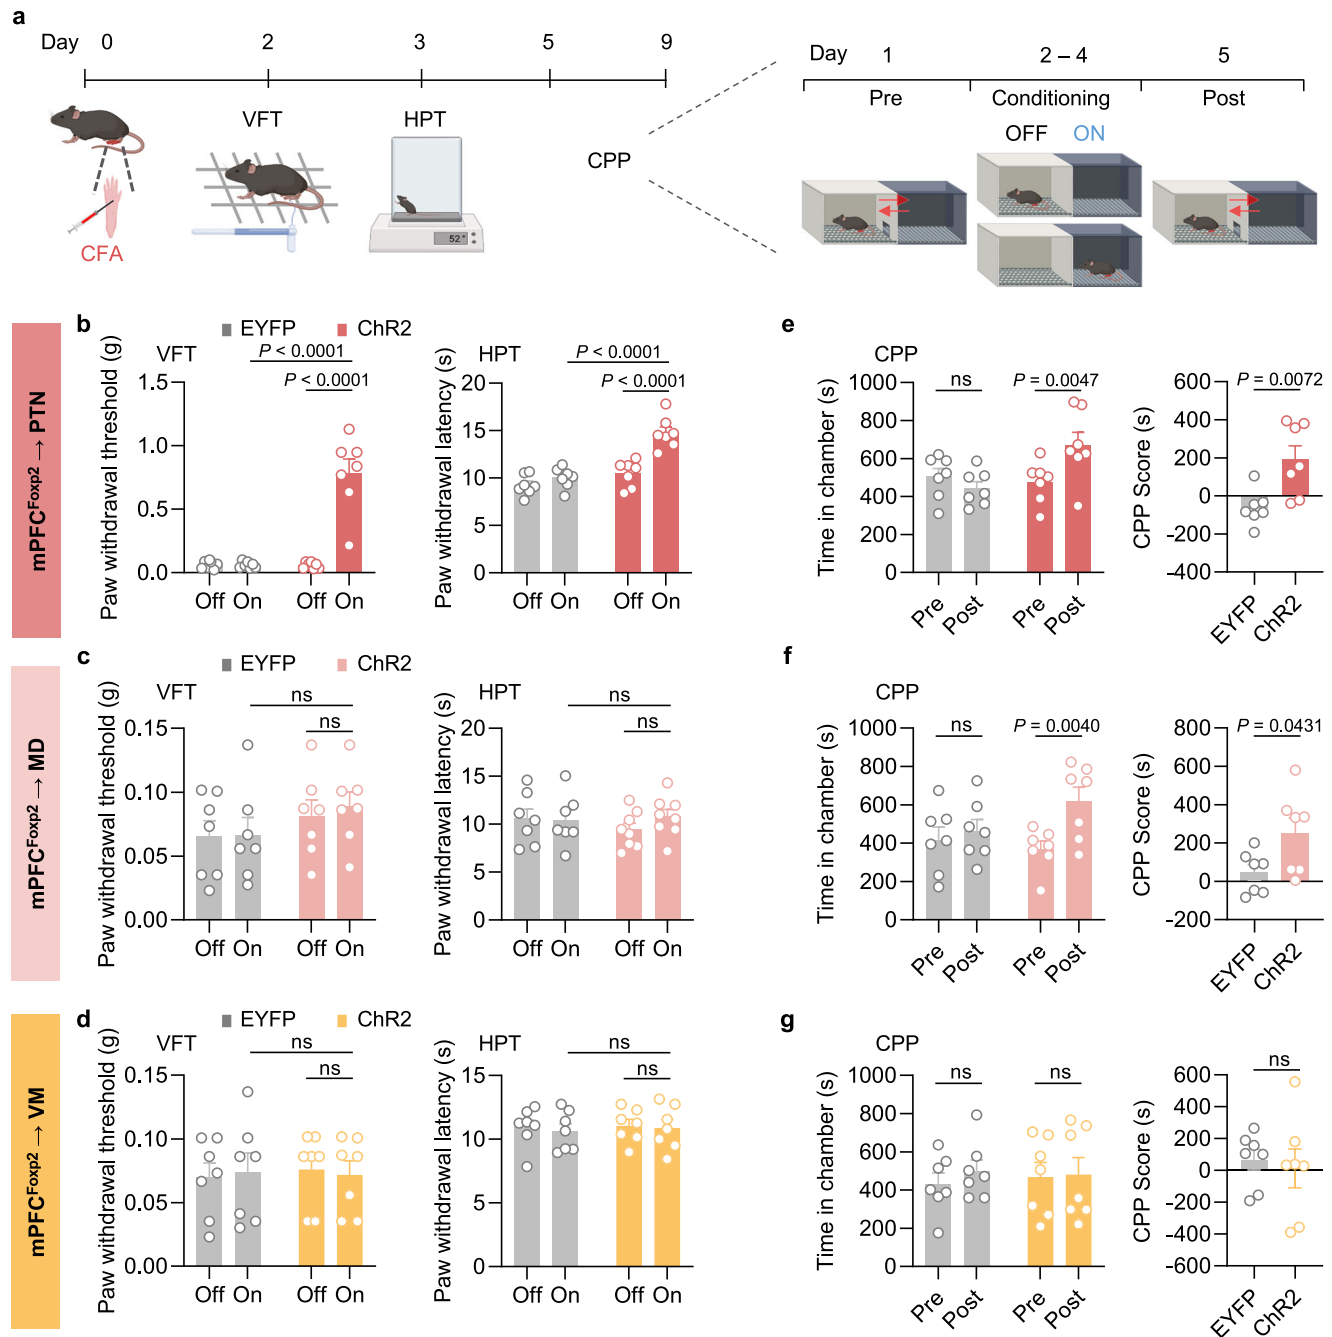 a
Day 0 2 3 5 9
VFT HPT
CFA
52°
CPP
Day 1 2 – 4 5
Pre Conditioning Post
OFF ON
mPFC^Foxp2 → PTN
b
EYFP ChR2
VFT
P < 0.0001
P < 0.0001
Paw withdrawal threshold (g)
1.5
1.0
0.5
0.0
Off On Off On
HPT
P < 0.0001
P < 0.0001
Paw withdrawal latency (s)
20
15
10
5
0
Off On Off On
e
CPP
ns P = 0.0047
Time in chamber (s)
1000
800
600
400
200
0
Pre Post Pre Post
P = 0.0072
CPP Score (s)
600
400
200
0
−200
−400
EYFP ChR2
mPFC^Foxp2 → MD
c
EYFP ChR2
VFT
ns
ns
Paw withdrawal threshold (g)
0.15
0.10
0.05
0.00
Off On Off On
HPT
ns
ns
Paw withdrawal latency (s)
20
15
10
5
0
Off On Off On
f
CPP
ns P = 0.0040
Time in chamber (s)
1000
800
600
400
200
0
Pre Post Pre Post
P = 0.0431
CPP Score (s)
800
600
400
200
0
−200
EYFP ChR2
mPFC^Foxp2 → VM
d
EYFP ChR2
VFT
ns
ns
Paw withdrawal threshold (g)
0.15
0.10
0.05
0.00
Off On Off On
HPT
ns
ns
Paw withdrawal latency (s)
15
10
5
0
Off On Off On
g
CPP
ns ns
Time in chamber (s)
1000
800
600
400
200
0
Pre Post Pre Post
ns
CPP Score (s)
600
400
200
0
−200
−400
−600
EYFP ChR2